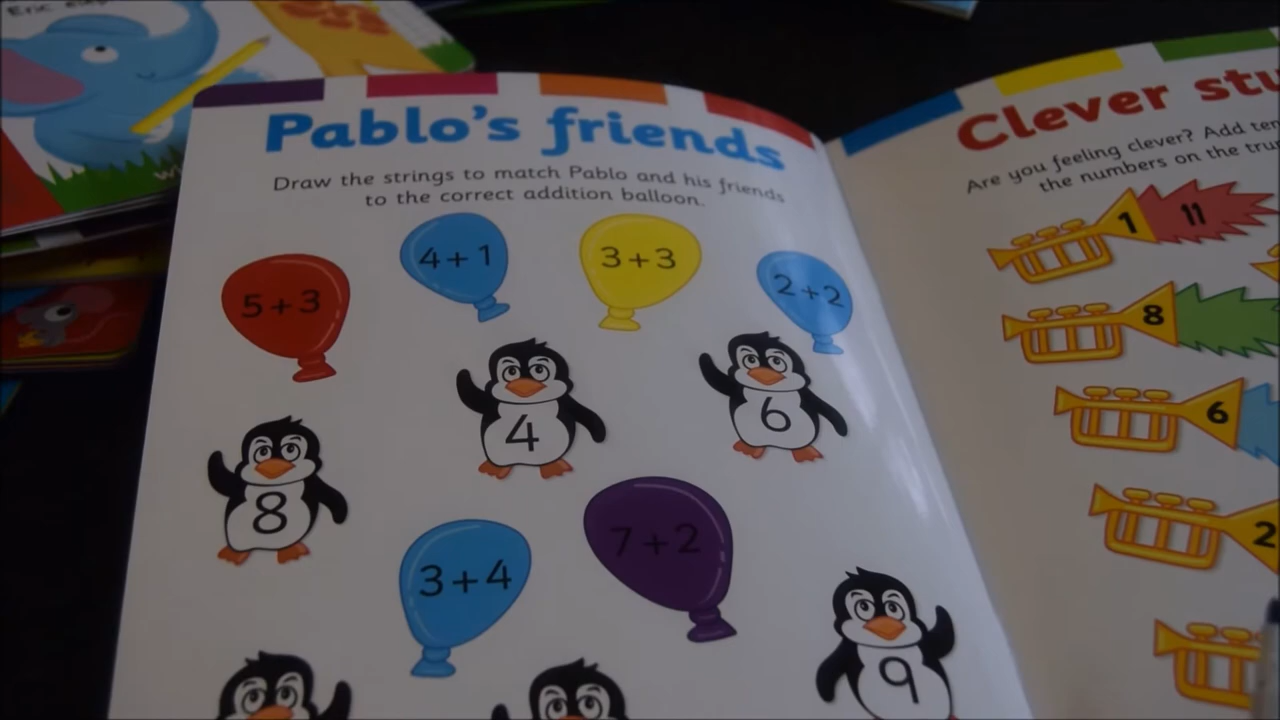 Eric
Pablo's friends
Draw the strings to match Pablo and his friends
to the correct addition balloon.
5+3
4+1
3+3
2+2
4
6
8
3+4
7+2
9
Clever
Are you feeling clever? Add
the numbers on the
1
11
8
6
2